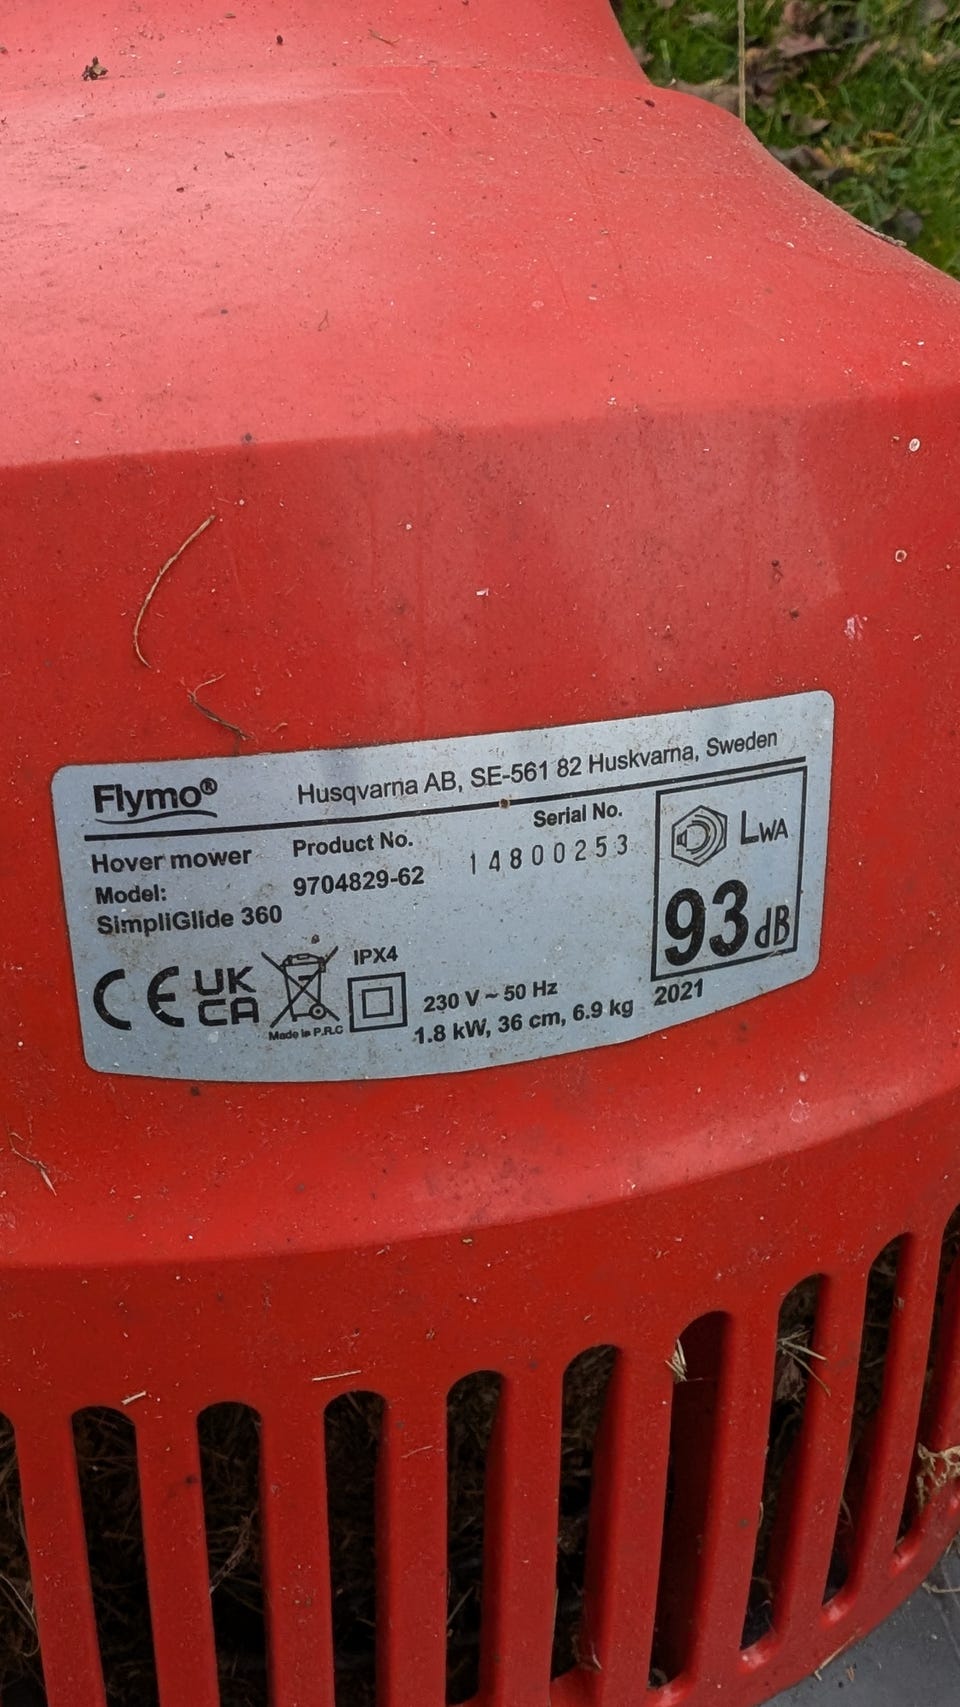 Flymo®
Husqvarna AB, SE-561 82 Huskvarna, Sweden
Hover mower
Model:
SimpliGlide 360
Product No.
9704829-62
Serial No.
14800253
LWA
93 dB
2021
CE
UK
CA
Made in P.R.C
IPX4
230 V ~ 50 Hz
1.8 kW, 36 cm, 6.9 kg